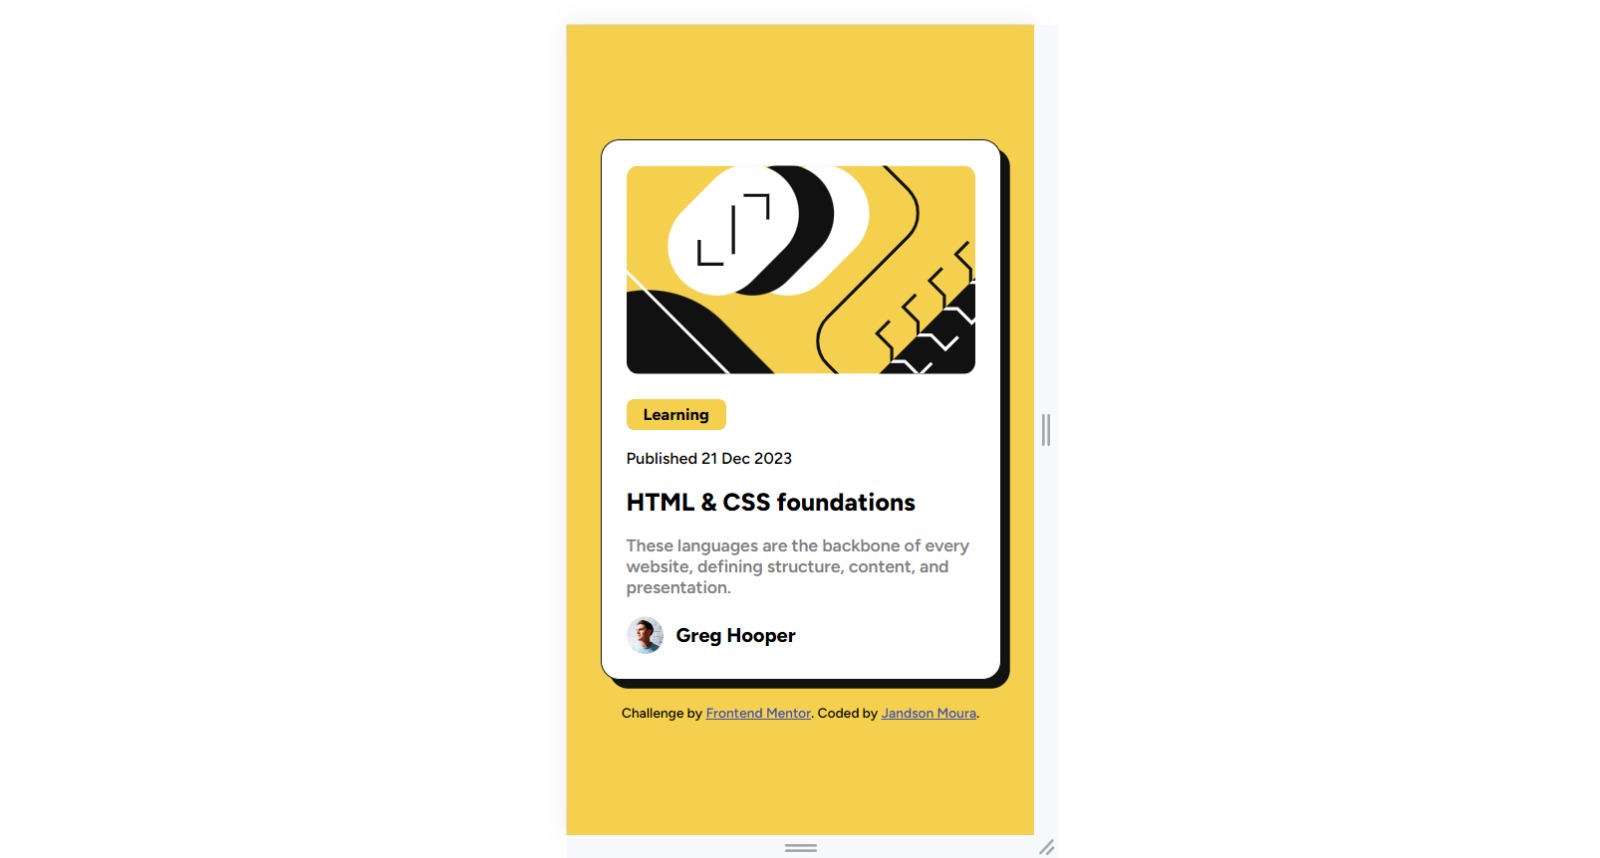 Learning
Published 21 Dec 2023
HTML & CSS foundations
These languages are the backbone of every
website, defining structure, content, and
presentation.
Greg Hooper
Challenge by Frontend Mentor. Coded by Jandson Moura.